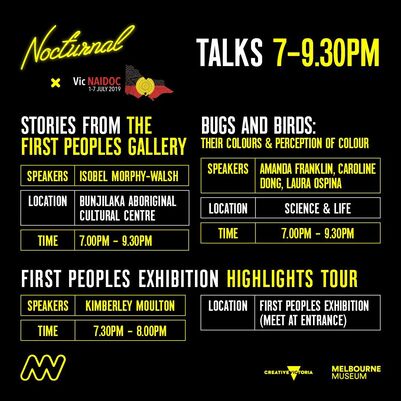 Nocturnal
TALKS 7-9.30PM
× Vic NAIDOC
1-7 JULY 2019
STORIES FROM THE
FIRST PEOPLES GALLERY
SPEAKERS ISOBEL MORPHY-WALSH
LOCATION BUNJILAKA ABORIGINAL
CULTURAL CENTRE
TIME 7.00PM - 9.30PM
BUGS AND BIRDS:
THEIR COLOURS & PERCEPTION OF COLOUR
SPEAKERS AMANDA FRANKLIN, CAROLINE
DONG, LAURA OSPINA
LOCATION SCIENCE & LIFE
TIME 7.00PM - 9.30PM
FIRST PEOPLES EXHIBITION HIGHLIGHTS TOUR
SPEAKERS KIMBERLEY MOULTON
TIME 7.30PM - 8.00PM
LOCATION FIRST PEOPLES EXHIBITION
(MEET AT ENTRANCE)
CREATIVE VICTORIA
MELBOURNE
MUSEUM